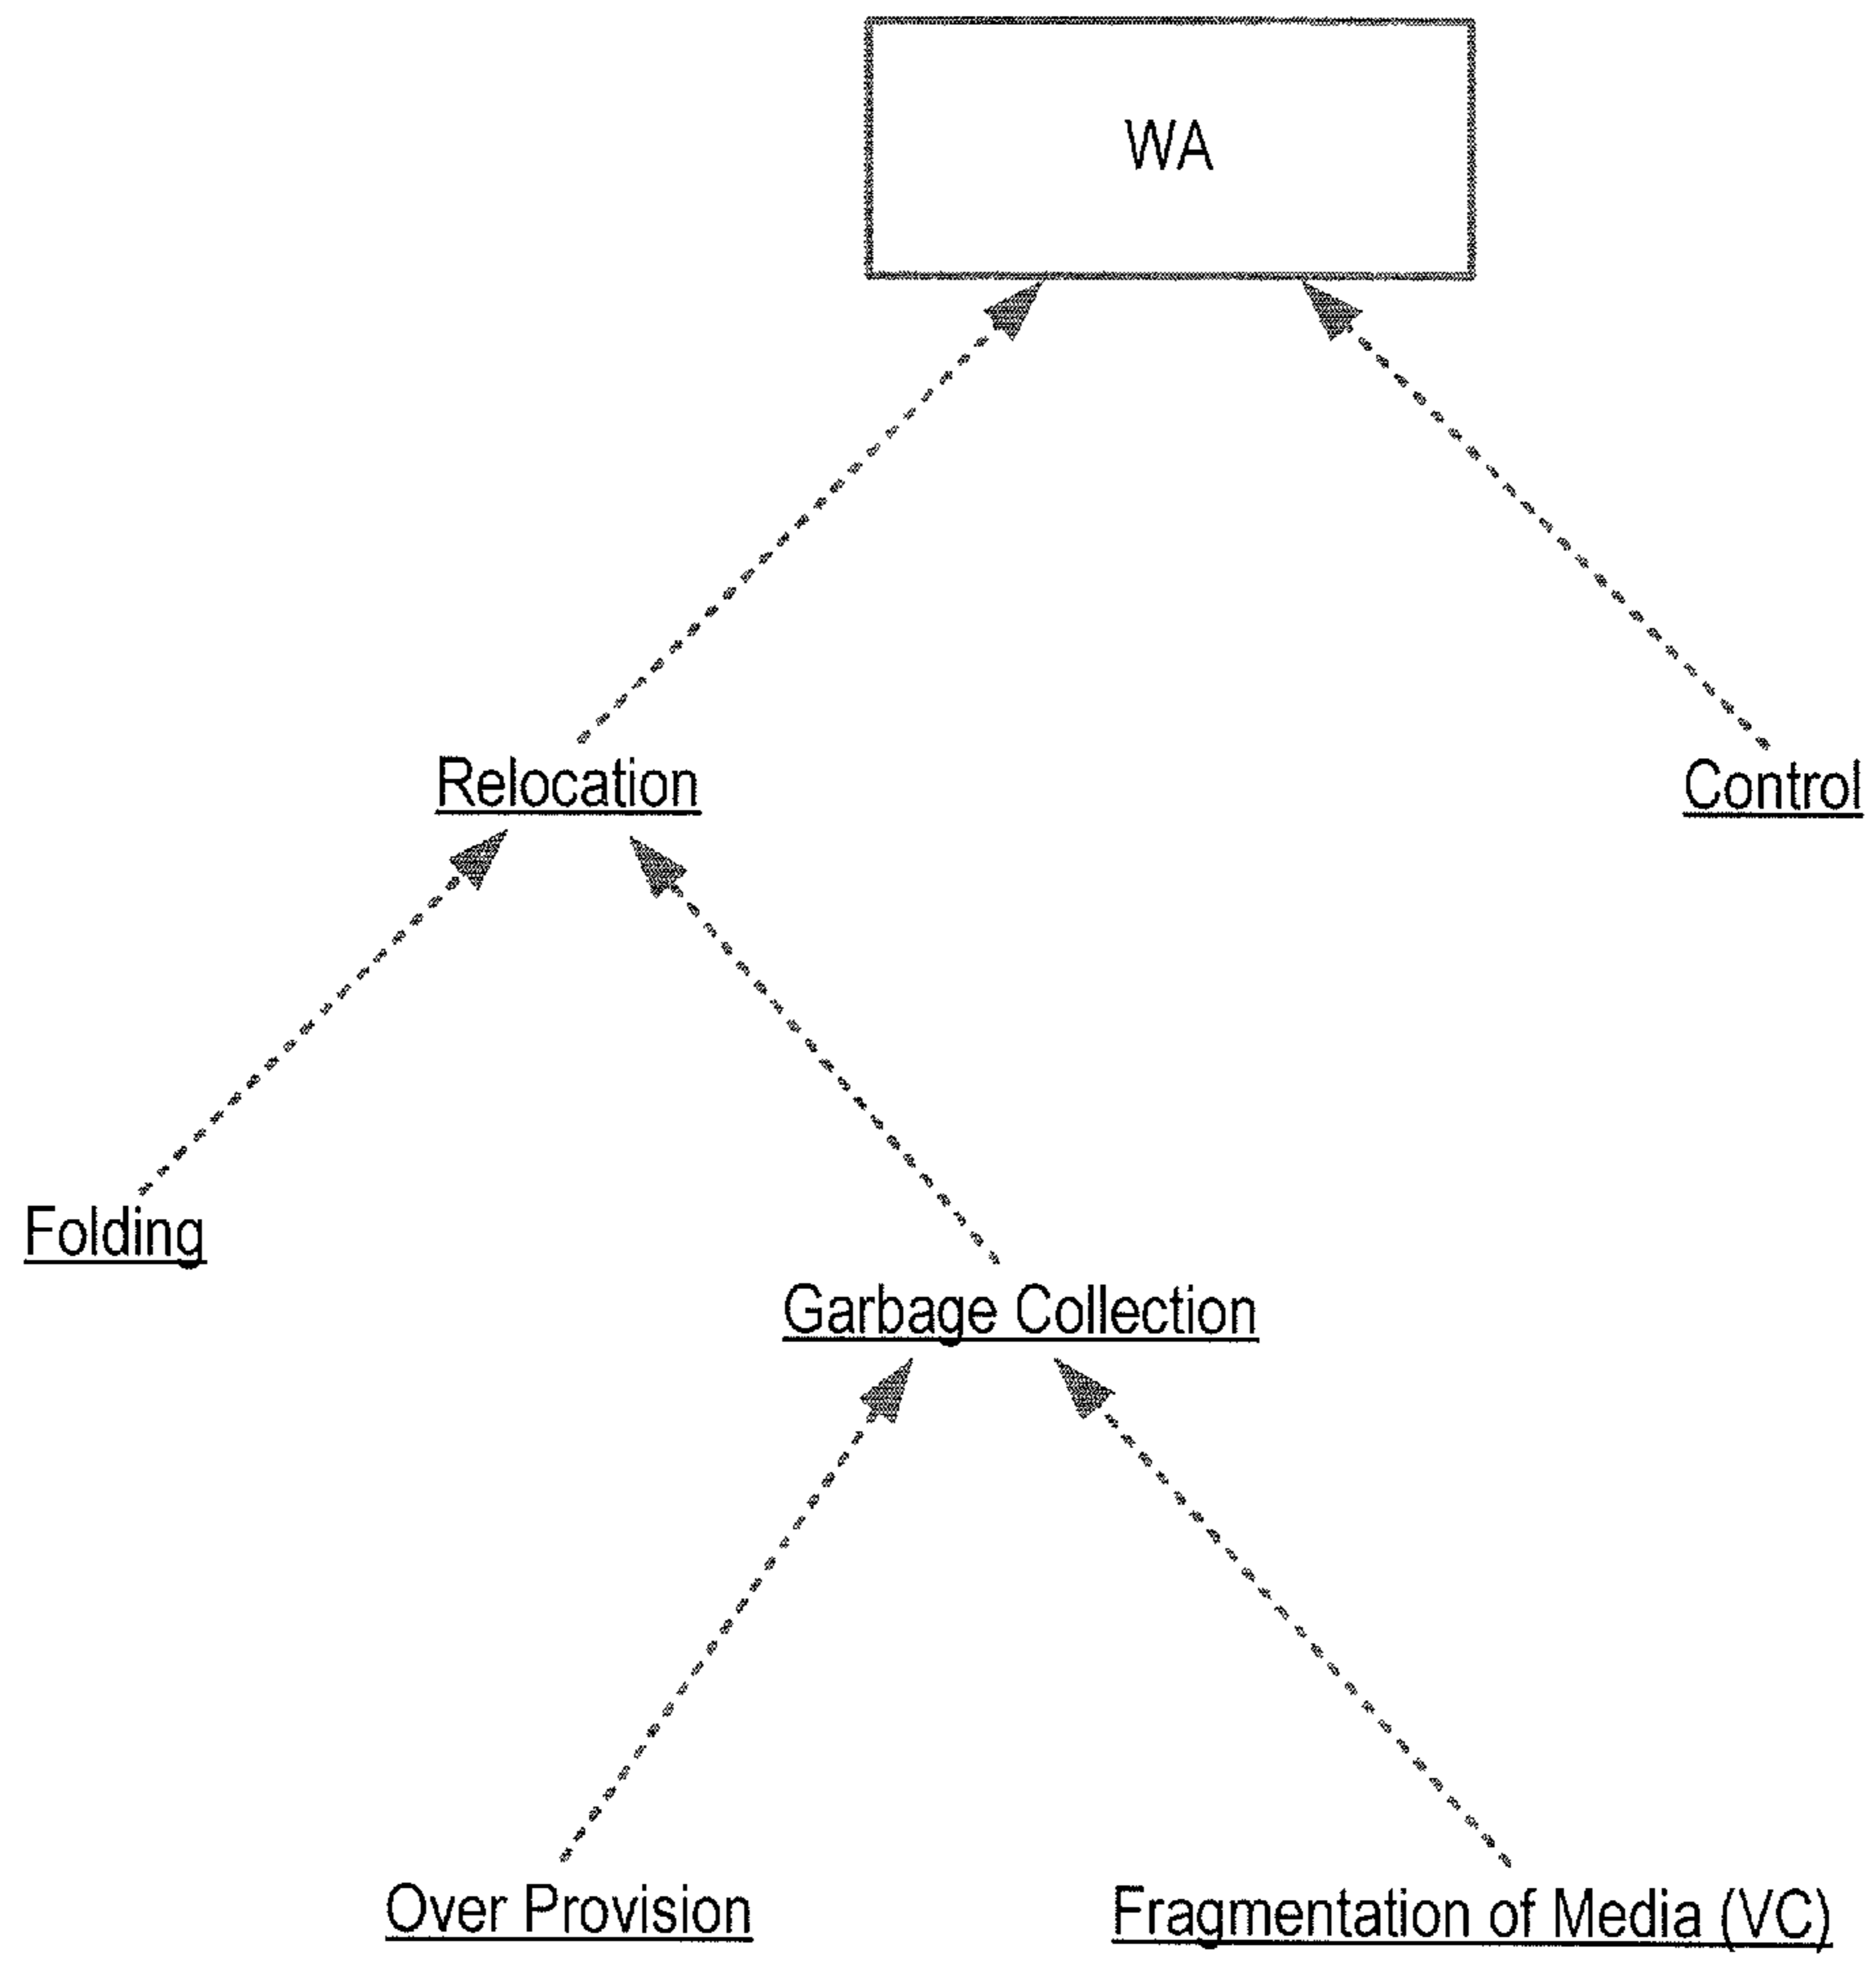 WA
Relocation
Control
Folding
Garbage Collection
Over Provision
Fragmentation of Media (VC)